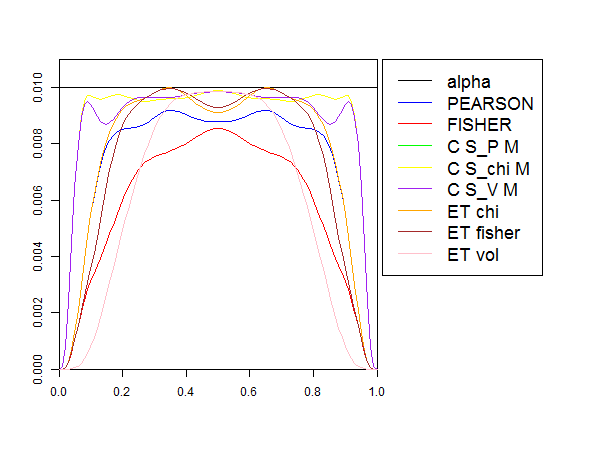 0.010
0.008
0.006
0.004
0.002
0.000
0.0 0.2 0.4 0.6 0.8 1.0
alpha
PEARSON
FISHER
C S_P M
C S_chi M
C S_V M
ET chi
ET fisher
ET vol